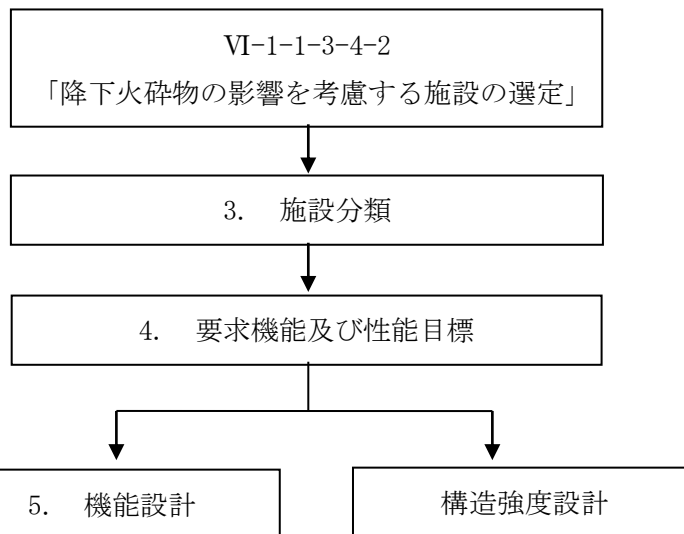 Ⅵ-1-1-3-4-2
「降下火砕物の影響を考慮する施設の選定」
3. 施設分類
4. 要求機能及び性能目標
5. 機能設計
構造強度設計